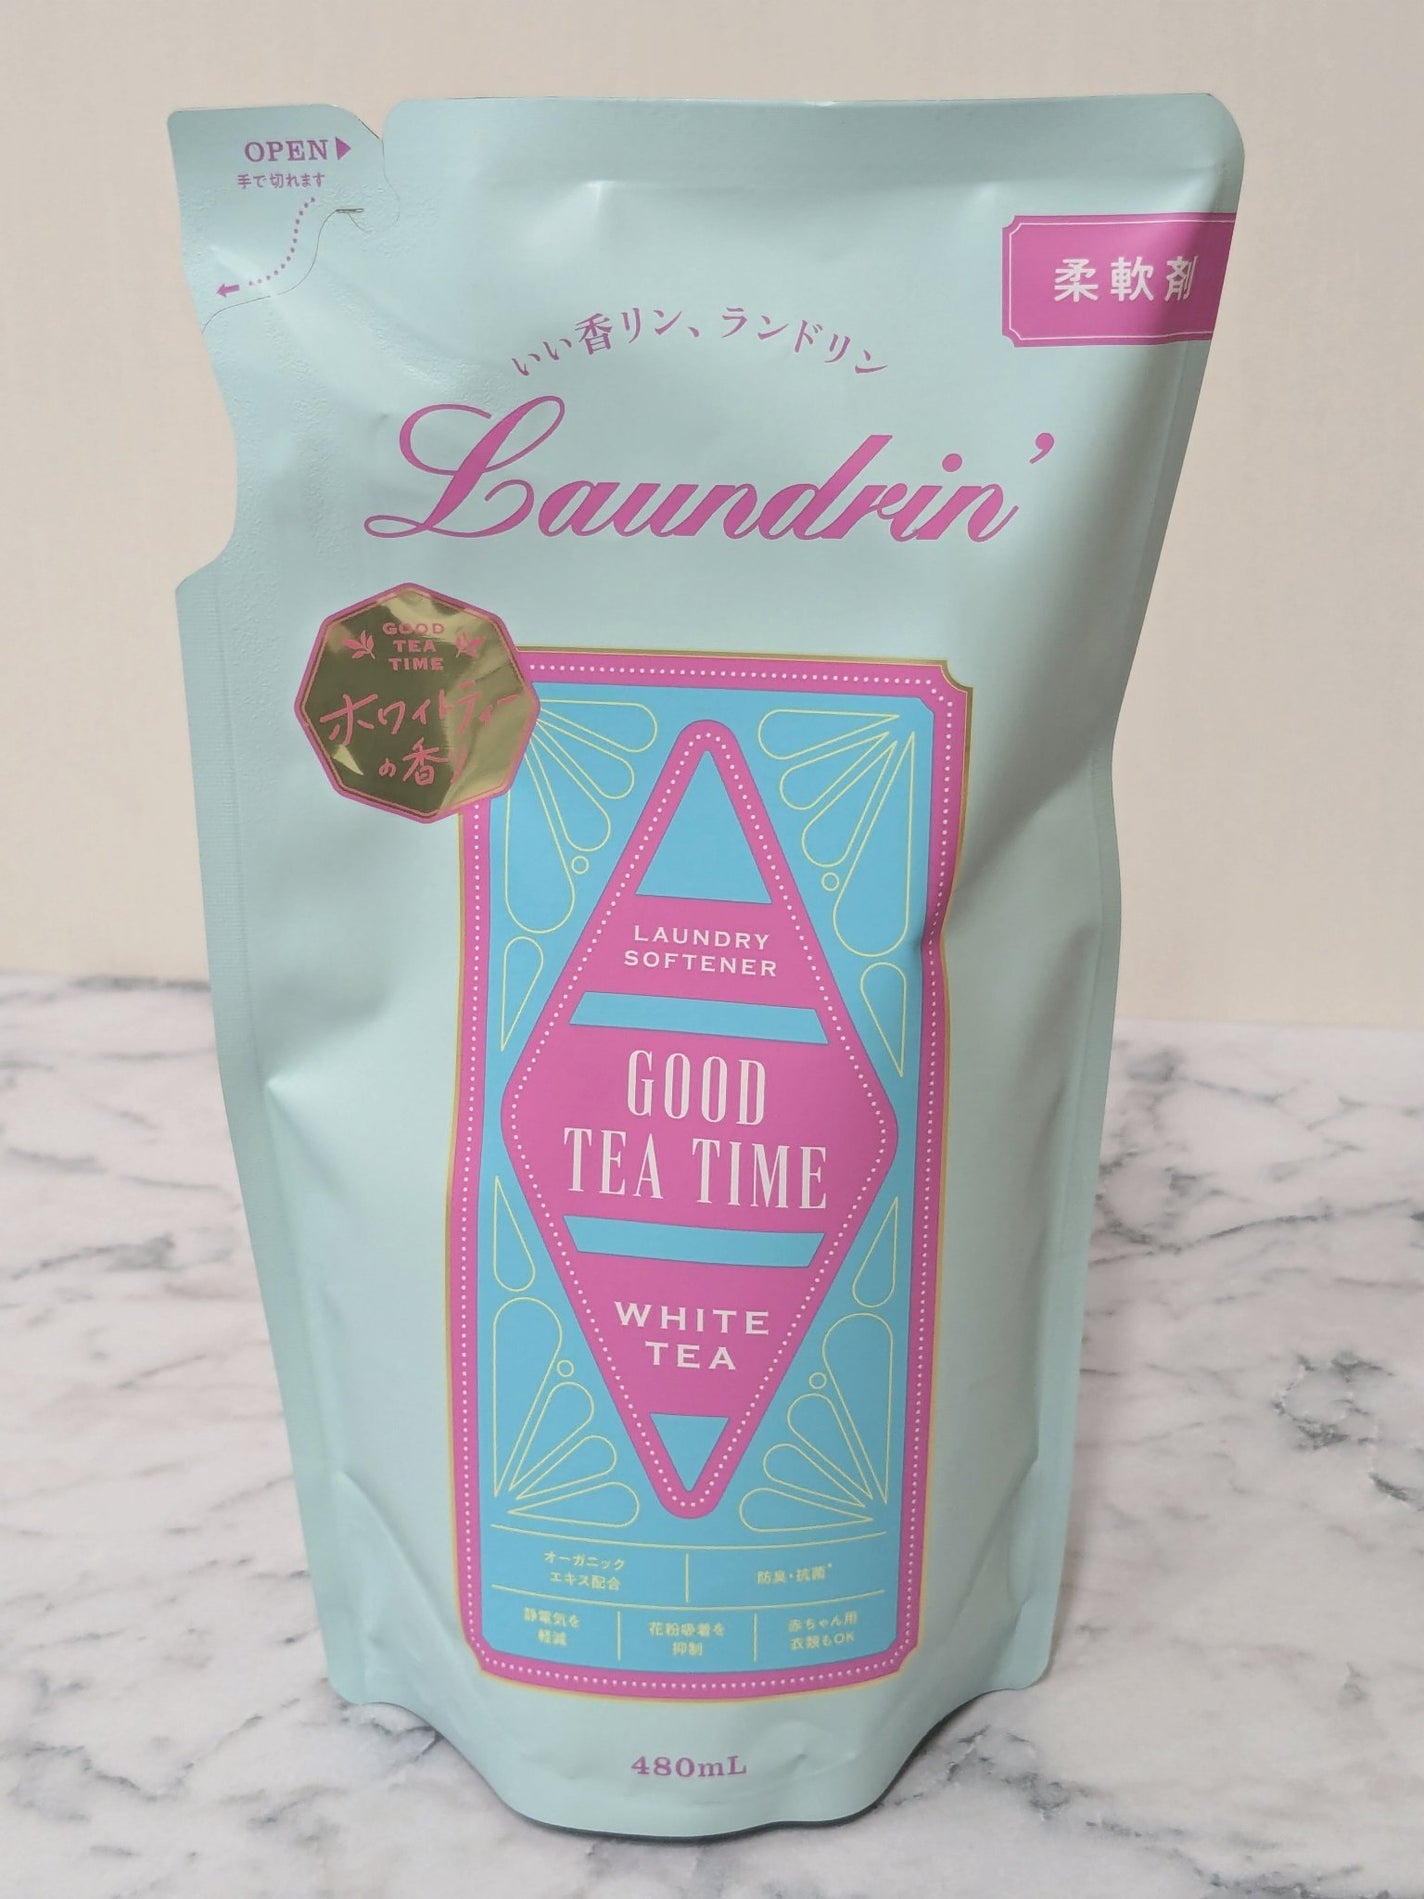 OPEN▶
手で切れます
柔軟剤
いい香リン、ランドリン
Laundrin’
GOOD
TEA
TIME
ホワイトティー
の香り
LAUNDRY
SOFTENER
GOOD
TEA TIME
WHITE
TEA
オーガニック
エキス配合
防臭・抗菌*
静電気を
軽減
花粉吸着を
抑制
赤ちゃん用
衣類もOK
480mL